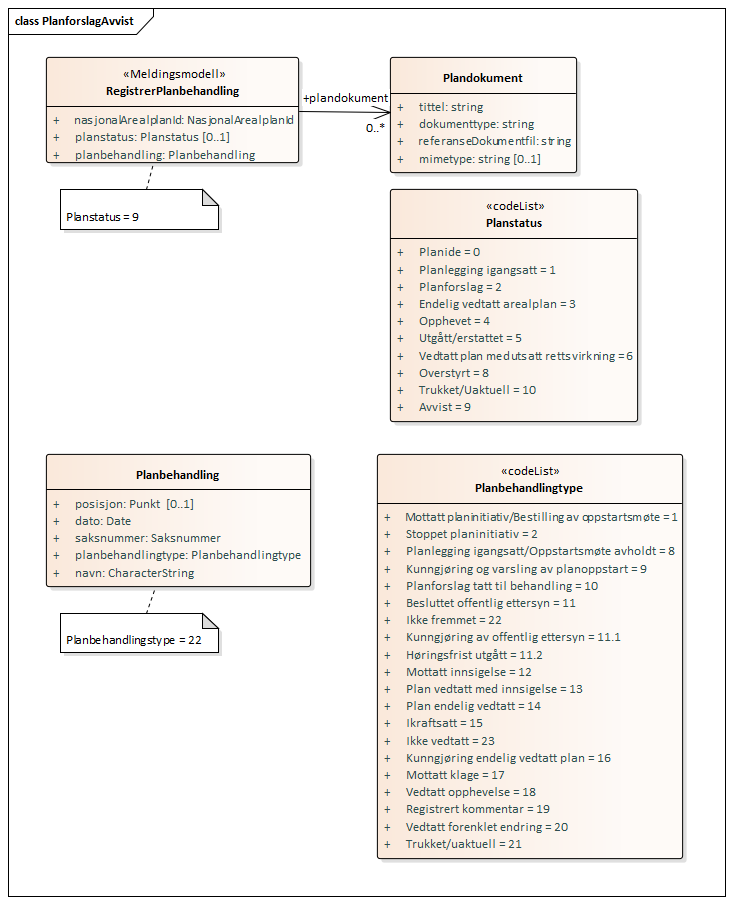 class PlanforslagAvvist
«Meldingsmodell»
RegistrerPlanbehandling
+ nasjonalArealplanId: NasjonalArealplanId
+ planstatus: Planstatus [0..1]
+ planbehandling: Planbehandling
+plandokument
0..*
Plandokument
+ tittel: string
+ dokumenttype: string
+ referanseDokumentfil: string
+ mimetype: string [0..1]
Planstatus = 9
«codeList»
Planstatus
+ Planide = 0
+ Planlegging igangsatt = 1
+ Planforslag = 2
+ Endelig vedtatt arealplan = 3
+ Opphevet = 4
+ Utgått/erstattet = 5
+ Vedtatt plan med utsatt rettsvirkning = 6
+ Overstyrt = 8
+ Trukket/Uaktuell = 10
+ Avvist = 9
Planbehandling
+ posisjon: Punkt [0..1]
+ dato: Date
+ saksnummer: Saksnummer
+ planbehandlingtype: Planbehandlingtype
+ navn: CharacterString
Planbehandlingstype = 22
«codeList»
Planbehandlingtype
+ Mottatt planinitiativ/Bestilling av oppstartsmøte = 1
+ Stoppet planinitiativ = 2
+ Planlegging igangsatt/Oppstartsmøte avholdt = 8
+ Kunngjøring og varsling av planoppstart = 9
+ Planforslag tatt til behandling = 10
+ Besluttet offentlig ettersyn = 11
+ Ikke fremmet = 22
+ Kunngjøring av offentlig ettersyn = 11.1
+ Høringsfrist utgått = 11.2
+ Mottatt innsigelse = 12
+ Plan vedtatt med innsigelse = 13
+ Plan endelig vedtatt = 14
+ Ikraftsatt = 15
+ Ikke vedtatt = 23
+ Kunngjøring endelig vedtatt plan = 16
+ Mottatt klage = 17
+ Vedtatt opphevelse = 18
+ Registrert kommentar = 19
+ Vedtatt forenklet endring = 20
+ Trukket/uaktuell = 21